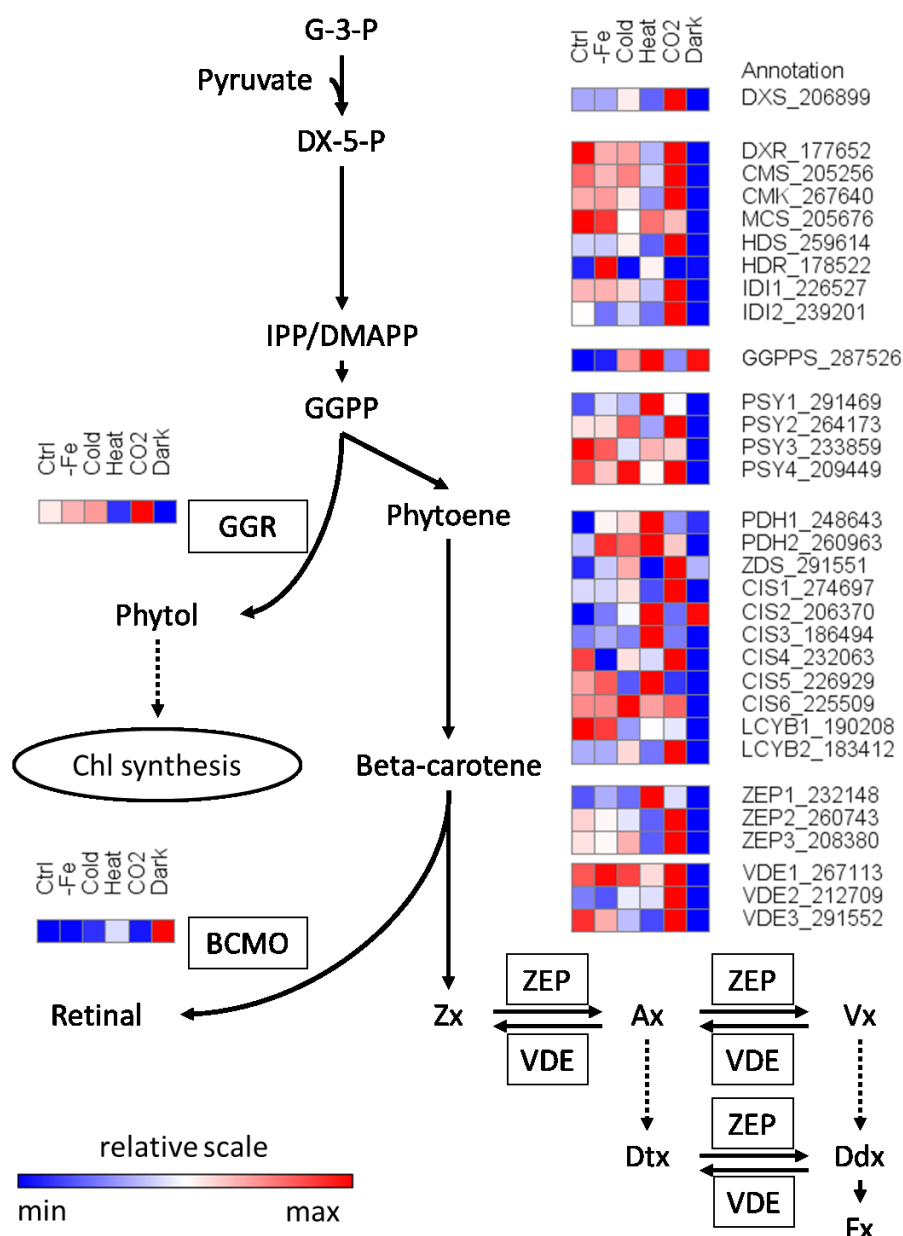 G-3-P
Pyruvate
DX-5-P
IPP/DMAPP
GGPP
Ctrl -Fe Cold Heat CO2 Dark
GGR
Phytoene
Phytol
Chl synthesis
Beta-carotene
Ctrl -Fe Cold Heat CO2 Dark
BCMO
Retinal
Zx
ZEP
VDE
Ax
ZEP
VDE
Vx
Dtx
ZEP
VDE
Ddx
Fx
relative scale
min max
Ctrl -Fe Cold Heat CO2 Dark
Annotation
DXS_206899
DXR_177652
CMS_205256
CMK_267640
MCS_205676
HDS_259614
HDR_178522
IDI1_226527
IDI2_239201
GGPPS_287526
PSY1_291469
PSY2_264173
PSY3_233859
PSY4_209449
PDH1_248643
PDH2_260963
ZDS_291551
CIS1_274697
CIS2_206370
CIS3_186494
CIS4_232063
CIS5_226929
CIS6_225509
LCYB1_190208
LCYB2_183412
ZEP1_232148
ZEP2_260743
ZEP3_208380
VDE1_267113
VDE2_212709
VDE3_291552